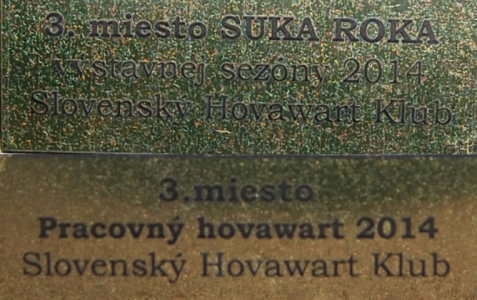 3. miesto SUKA ROKA
výstavnej sezóny 2014
Slovenský Hovawart Klub
3.miesto
Pracovný hovawart 2014
Slovenský Hovawart Klub